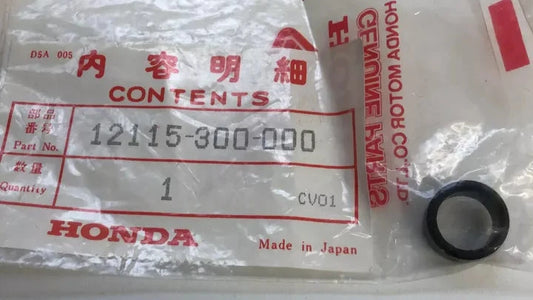 DSA 005
内容明細
CONTENTS
部品
番号
Part No.
12115-300-000
数量
Quantity
1
CV01
HONDA
Made in Japan
HONDA MOTOR CO., LTD.
GENUINE PARTS